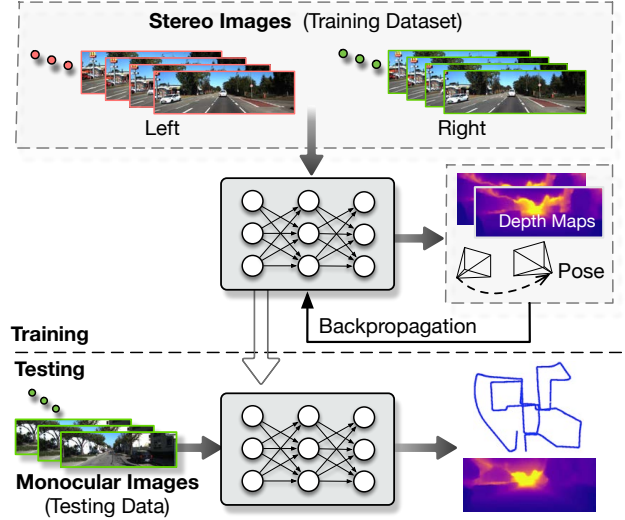 Stereo Images (Training Dataset)
Left
Right
Depth Maps
Pose
Backpropagation
Training
Testing
Monocular Images
(Testing Data)